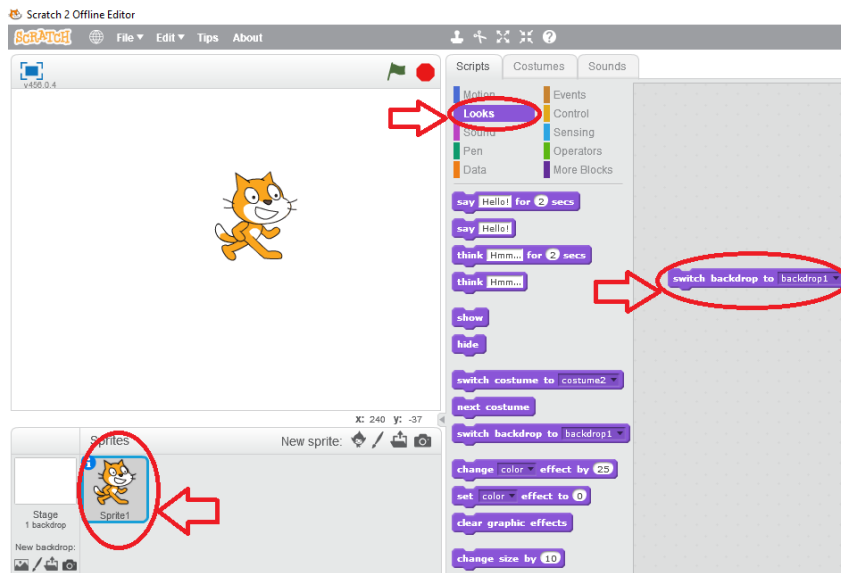 Scratch 2 Offline Editor
SCRATCH File Edit Tips About
v456.0.4
Scripts Costumes Sounds
Motion Events
Looks Control
Sound Sensing
Pen Operators
Data More Blocks
say Hello! for 2 secs
say Hello!
think Hmm... for 2 secs
think Hmm...
show
hide
switch costume to costume2
next costume
switch backdrop to backdrop1
change color effect by 25
set color effect to 0
clear graphic effects
change size by 10
switch backdrop to backdrop1
X: 240 y: -37
Sprites New sprite:
Sprite1
Stage
1 backdrop
New backdrop: